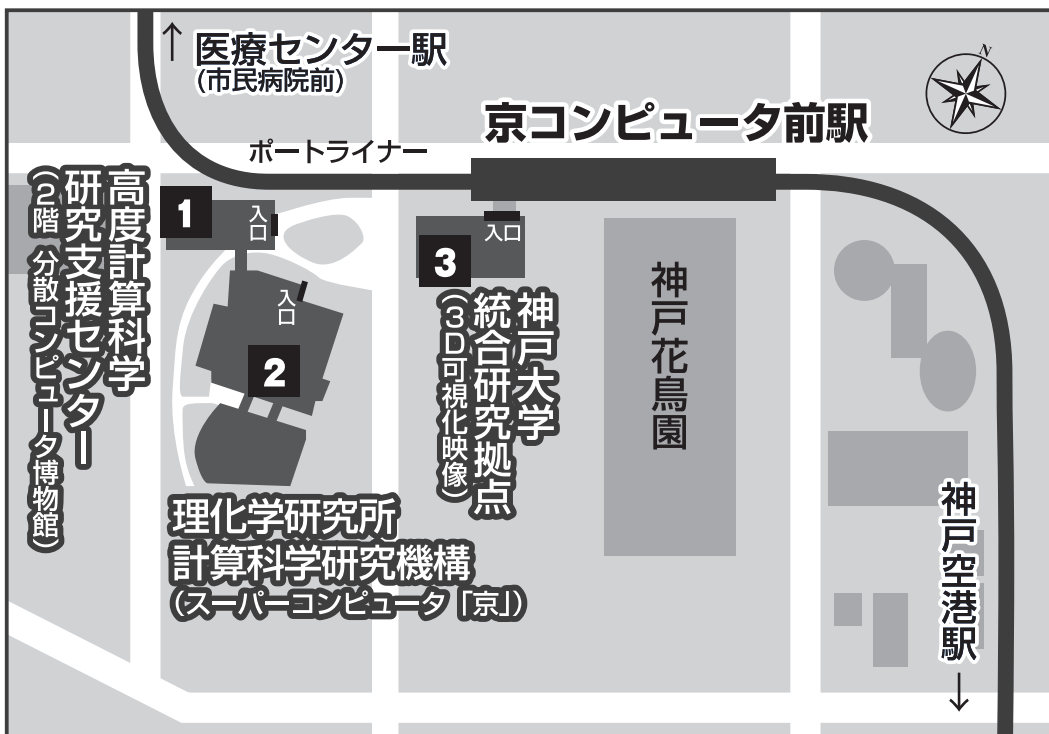 ↑
医療センター駅
（市民病院前）
N
京コンピュータ前駅
ポートライナー
高度計算科学
研究支援センター
（2階 分散コンピュータ博物館）
1
入口
入口
2
理化学研究所
計算科学研究機構
（スーパーコンピュータ「京」）
入口
3
神戸大学
統合研究拠点
（3D可視化映像）
神戸花鳥園
神戸空港駅
↓